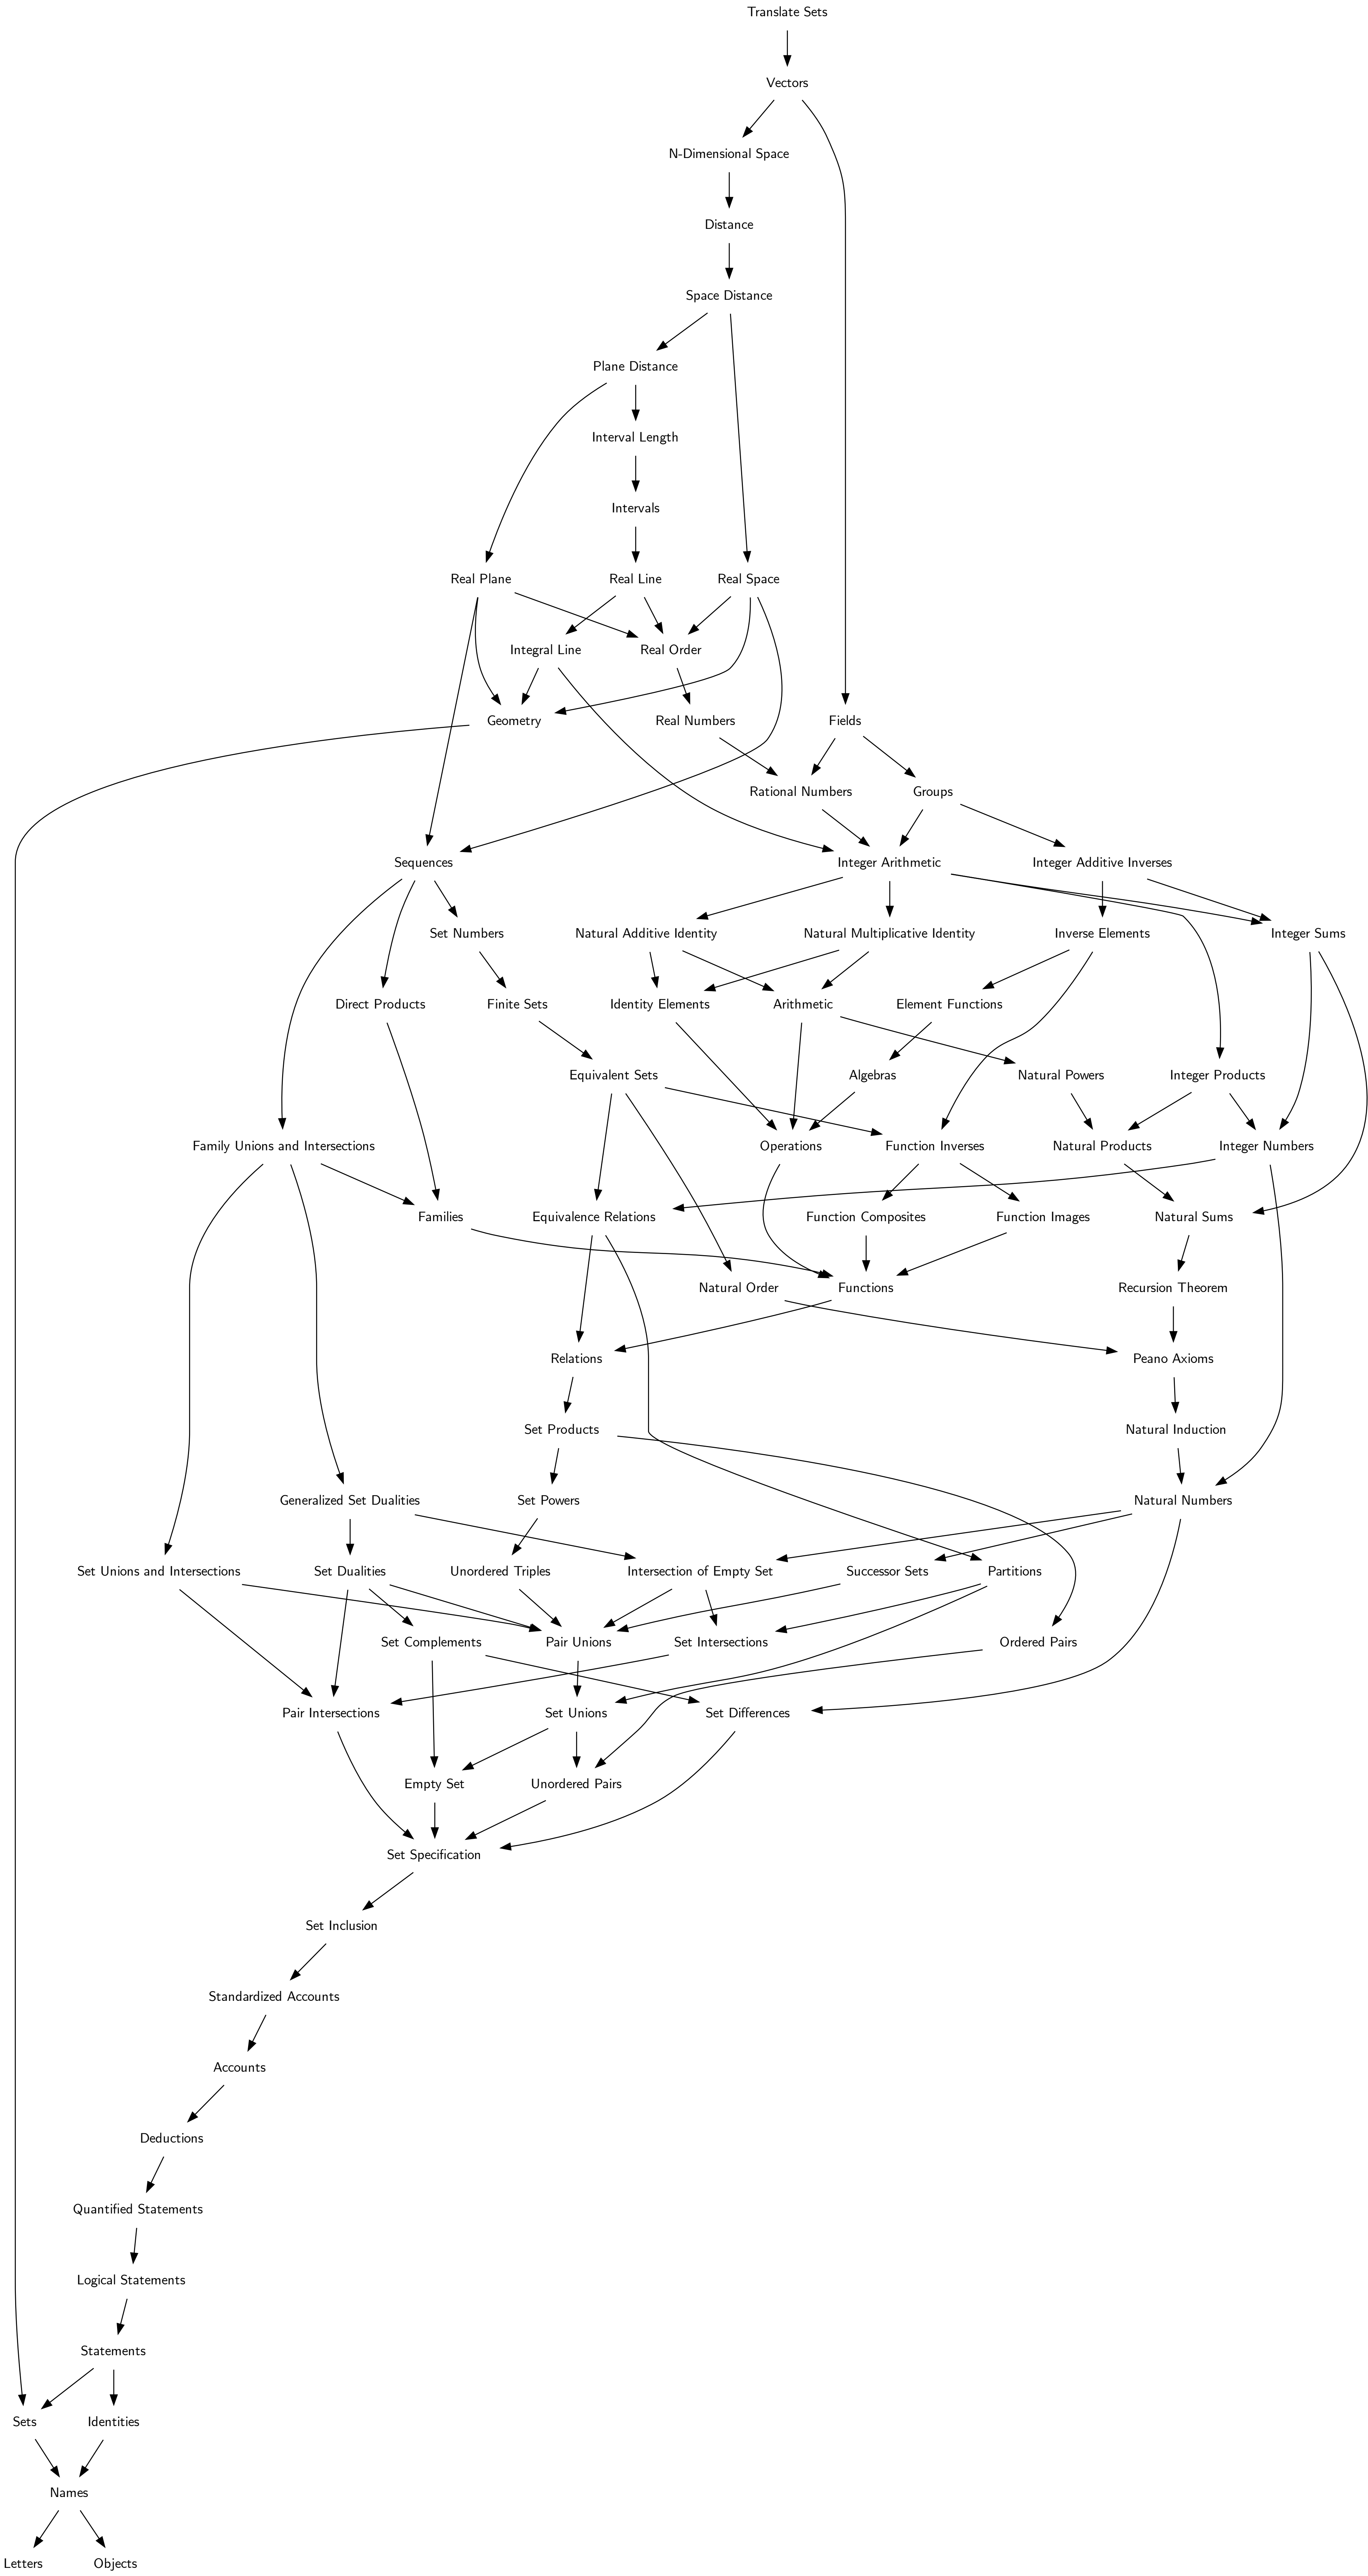 Translate Sets
Vectors
N-Dimensional Space
Distance
Space Distance
Plane Distance
Interval Length
Intervals
Real Plane
Real Line
Real Space
Integral Line
Real Order
Geometry
Real Numbers
Fields
Rational Numbers
Groups
Sequences
Integer Arithmetic
Integer Additive Inverses
Set Numbers
Natural Additive Identity
Natural Multiplicative Identity
Inverse Elements
Integer Sums
Direct Products
Finite Sets
Identity Elements
Arithmetic
Element Functions
Equivalent Sets
Algebras
Natural Powers
Integer Products
Family Unions and Intersections
Operations
Function Inverses
Natural Products
Integer Numbers
Families
Equivalence Relations
Function Composites
Function Images
Natural Sums
Natural Order
Functions
Recursion Theorem
Relations
Peano Axioms
Set Products
Natural Induction
Generalized Set Dualities
Set Powers
Natural Numbers
Set Unions and Intersections
Set Dualities
Unordered Triples
Intersection of Empty Set
Successor Sets
Partitions
Set Complements
Pair Unions
Set Intersections
Ordered Pairs
Pair Intersections
Set Unions
Set Differences
Empty Set
Unordered Pairs
Set Specification
Set Inclusion
Standardized Accounts
Accounts
Deductions
Quantified Statements
Logical Statements
Statements
Sets
Identities
Names
Letters
Objects